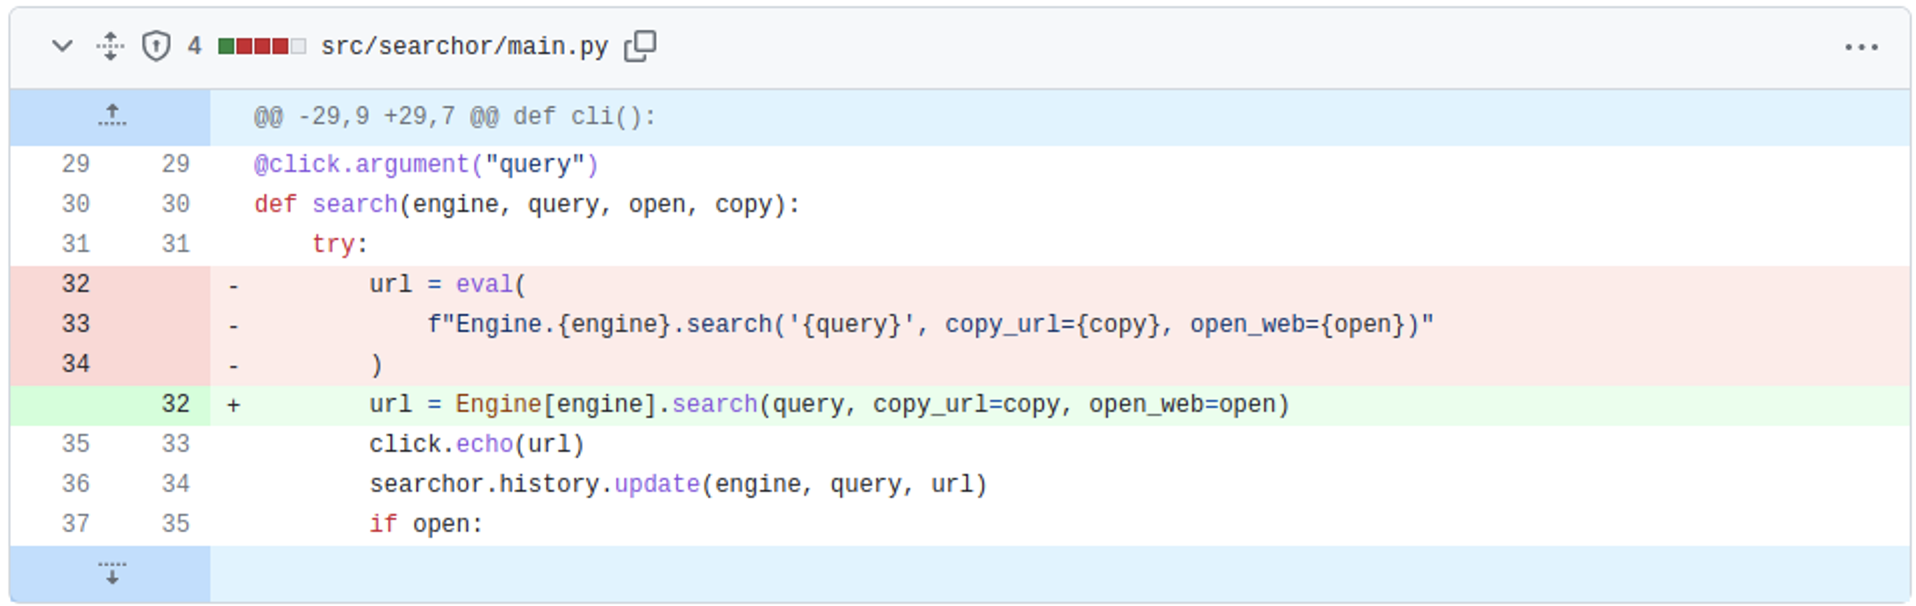 4 src/searchor/main.py
@@ -29,9 +29,7 @@ def cli():
29 29 @click.argument("query")
30 30 def search(engine, query, open, copy):
31 31 try:
32 - url = eval(
33 - f"Engine.{engine}.search('{query}', copy_url={copy}, open_web={open})"
34 - )
32 + url = Engine[engine].search(query, copy_url=copy, open_web=open)
35 33 click.echo(url)
36 34 searchor.history.update(engine, query, url)
37 35 if open: